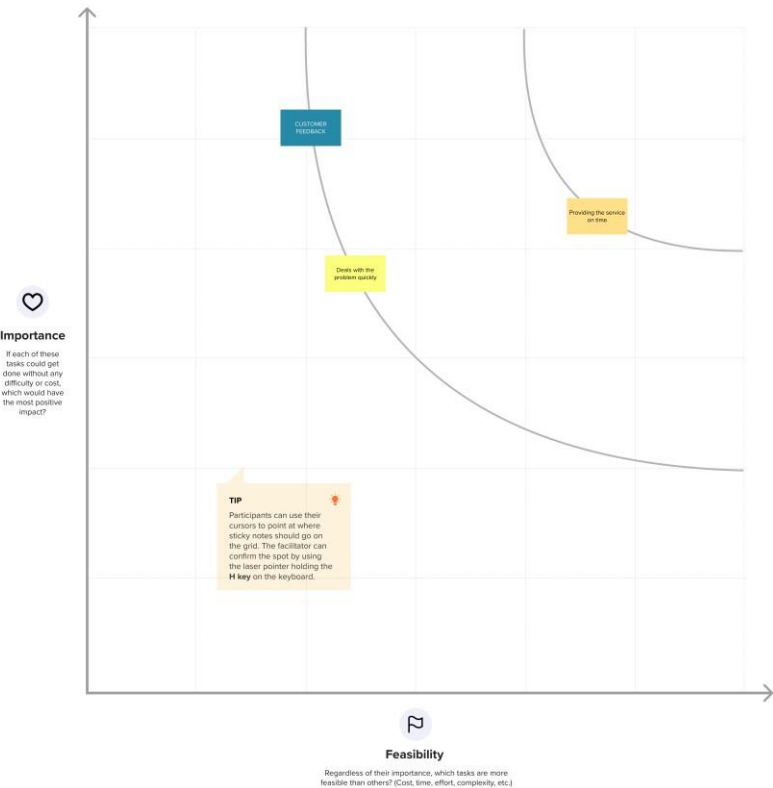 CUSTOMER
FEEDBACK
Providing the service
on time
Deals with the
problem quickly
Importance
If each of these
tasks could get
done without any
difficulty or cost,
which would have
the most positive
impact?
TIP
Participants can use their
cursors to point at where
sticky notes should go on
the grid. The facilitator can
confirm the spot by using
the laser pointer holding the
H key on the keyboard.
Feasibility
Regardless of their importance, which tasks are more
feasible than others? (Cost, time, effort, complexity, etc.)